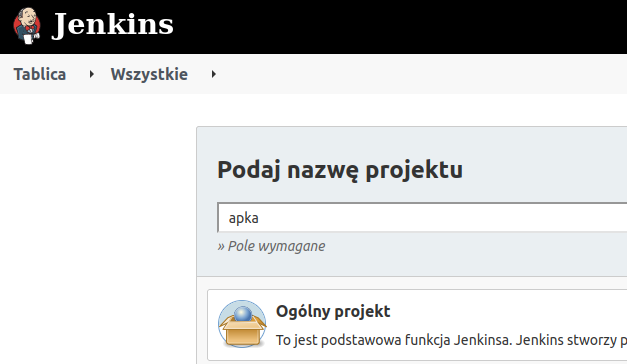 Jenkins
Tablica Wszystkie
Podaj nazwę projektu
apka
» Pole wymagane
Ogólny projekt
To jest podstawowa funkcja Jenkinsa. Jenkins stworzy p